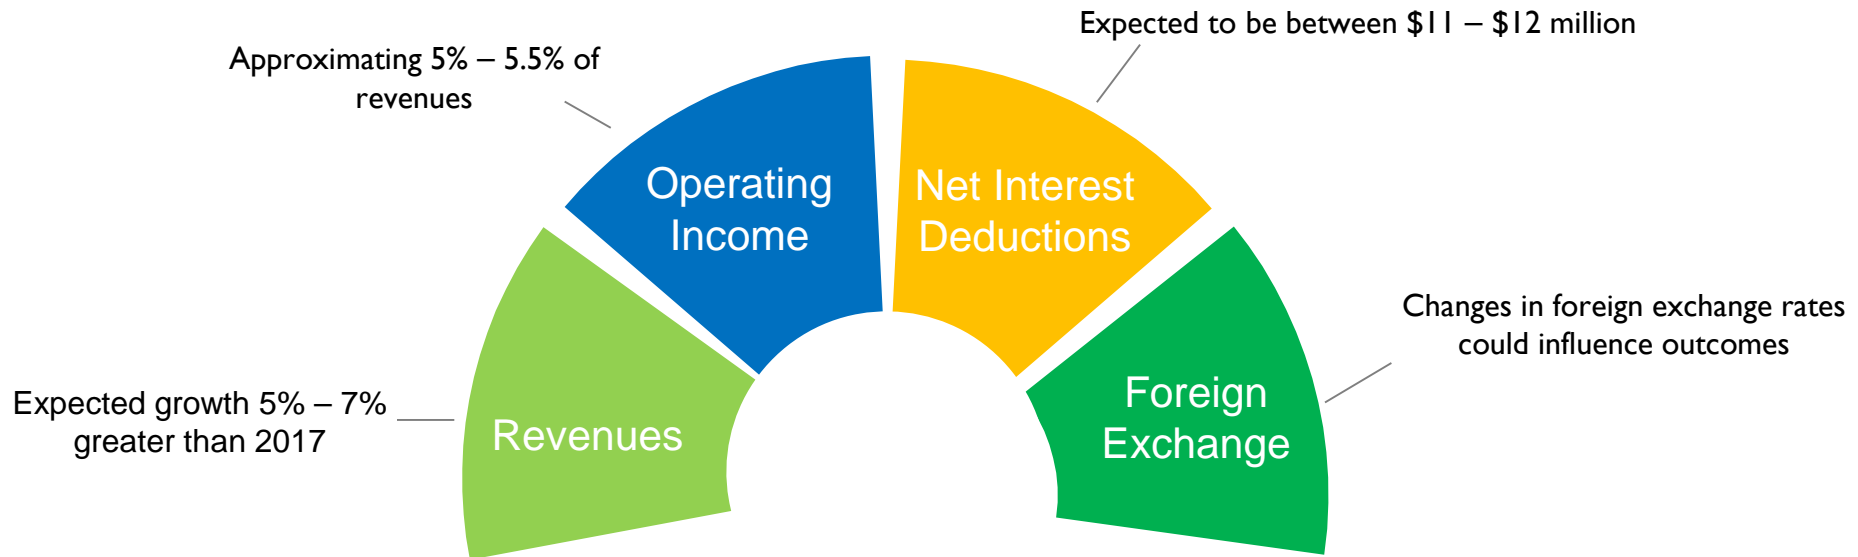 Expected to be between $11 – $12 million
Approximating 5% – 5.5% of
revenues
Operating
Income
Net Interest
Deductions
Changes in foreign exchange rates
could influence outcomes
Expected growth 5% – 7%
greater than 2017
Revenues
Foreign
Exchange